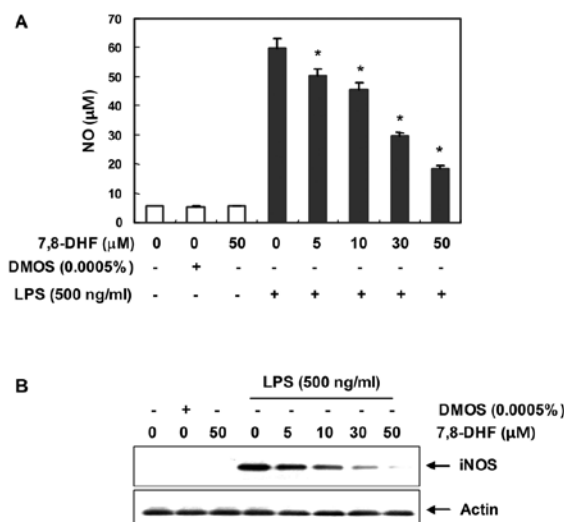 A
70
60
50
40
30
20
10
0
NO (μM)
* * * *
7,8-DHF (μM) 0 0 50 0 5 10 30 50
DMOS (0.0005%) - + - - - - - -
LPS (500 ng/ml) - - - + + + + +
B
LPS (500 ng/ml)
- + - - - - - - DMOS (0.0005%)
0 0 50 0 5 10 30 50 7,8-DHF (μM)
iNOS
Actin